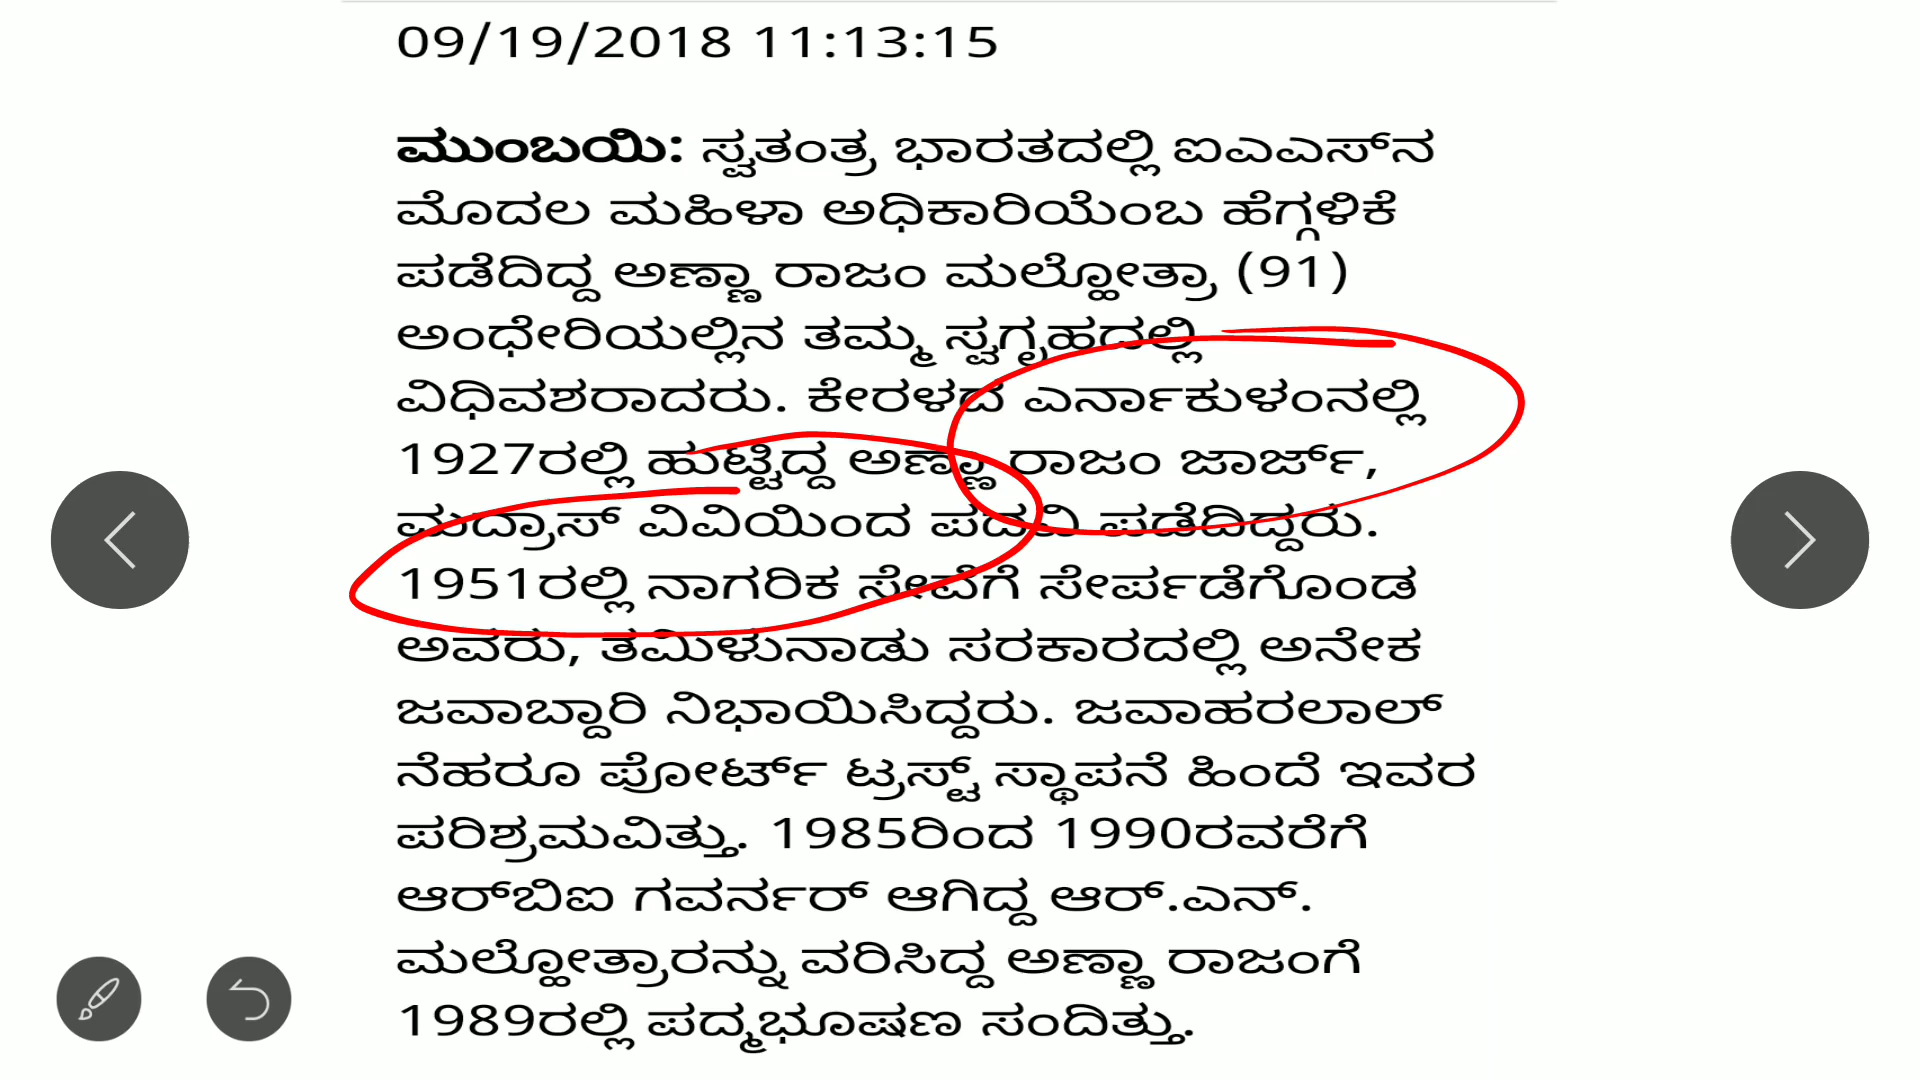 09/19/2018 11:13:15
ಮುಂಬಯಿ: ಸ್ವತಂತ್ರ ಭಾರತದಲ್ಲಿ ಐಎಎಸ್‌ನ
ಮೊದಲ ಮಹಿಳಾ ಅಧಿಕಾರಿಯೆಂಬ ಹೆಗ್ಗಳಿಕೆ
ಪಡೆದಿದ್ದ ಅಣ್ಣಾ ರಾಜಂ ಮಲ್ಹೋತ್ರಾ (91)
ಅಂಧೇರಿಯಲ್ಲಿನ ತಮ್ಮ ಸ್ವಗೃಹದಲ್ಲಿ
ವಿಧಿವಶರಾದರು. ಕೇರಳದ ಎರ್ನಾಕುಳಂನಲ್ಲಿ
1927ರಲ್ಲಿ ಹುಟ್ಟಿದ್ದ ಅಣ್ಣಾ ರಾಜಂ ಜಾರ್ಜ್,
ಮದ್ರಾಸ್ ವಿವಿಯಿಂದ ಪದವಿ ಪಡೆದಿದ್ದರು.
1951ರಲ್ಲಿ ನಾಗರಿಕ ಸೇವೆಗೆ ಸೇರ್ಪಡೆಗೊಂಡ
ಅವರು, ತಮಿಳುನಾಡು ಸರಕಾರದಲ್ಲಿ ಅನೇಕ
ಜವಾಬ್ದಾರಿ ನಿಭಾಯಿಸಿದ್ದರು. ಜವಾಹರಲಾಲ್
ನೆಹರೂ ಪೋರ್ಟ್ ಟ್ರಸ್ಟ್ ಸ್ಥಾಪನೆ ಹಿಂದೆ ಇವರ
ಪರಿಶ್ರಮವಿತ್ತು. 1985ರಿಂದ 1990ರವರೆಗೆ
ಆರ್‌ಬಿಐ ಗವರ್ನರ್ ಆಗಿದ್ದ ಆರ್.ಎನ್.
ಮಲ್ಹೋತ್ರಾರನ್ನು ವರಿಸಿದ್ದ ಅಣ್ಣಾ ರಾಜಂಗೆ
1989ರಲ್ಲಿ ಪದ್ಮಭೂಷಣ ಸಂದಿತ್ತು.